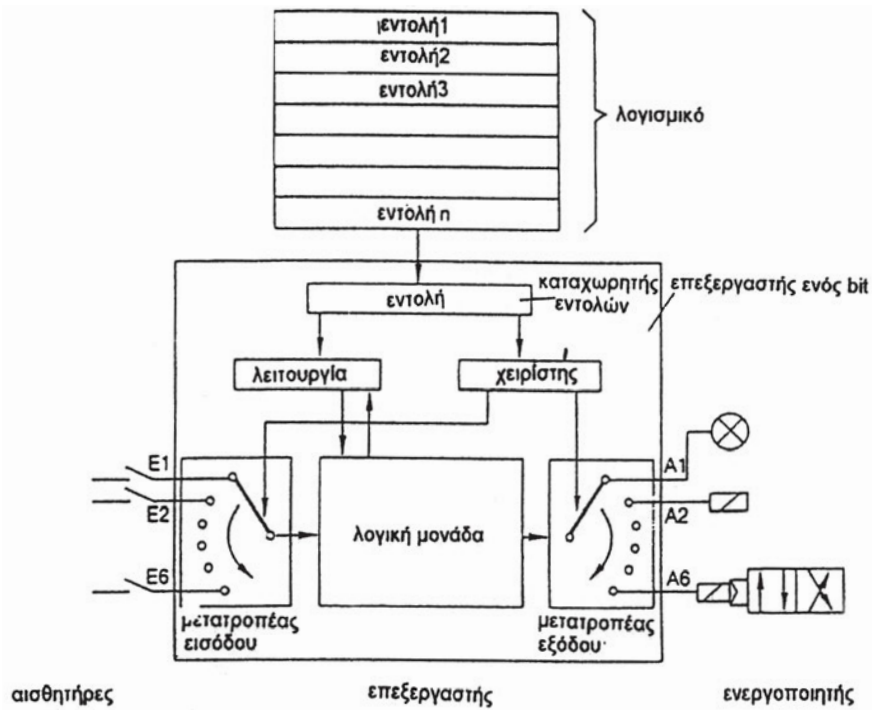 εντολή1
εντολή2
εντολή3
λογισμικό
εντολή n
εντολή
καταχωρητής
εντολών
επεξεργαστής ενός bit
λειτουργία
χειρίστης
E1
E2
E6
λογική μονάδα
A1
A2
A6
μετατροπέας
εισόδου
μετατροπέας
εξόδου
αισθητήρες
επεξεργαστής
ενεργοποιητής